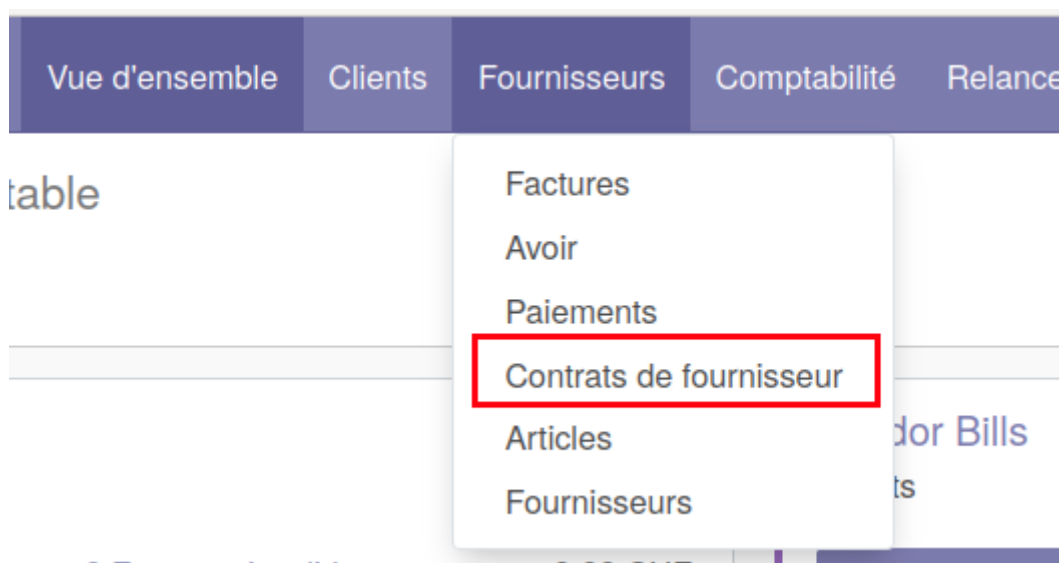 Vue d'ensemble Clients Fournisseurs Comptabilité Relance
table
Factures
Avoir
Paiements
Contrats de fournisseur
Articles
dor Bills
Fournisseurs
ts